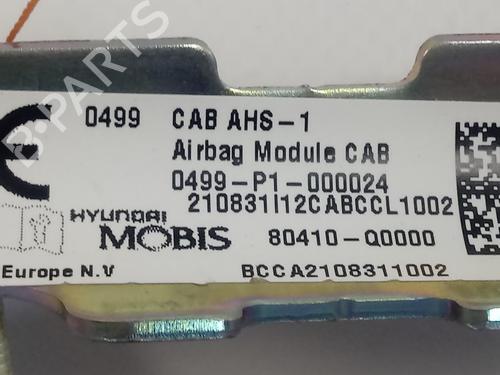 0499 CAB AHS-1
Airbag Module CAB
0499-P1-000024
210831I12CABCCL1002
HYUNDAI
MOBIS 80410-Q0000
Europe N.V BCCA2108311002
B-PARTS